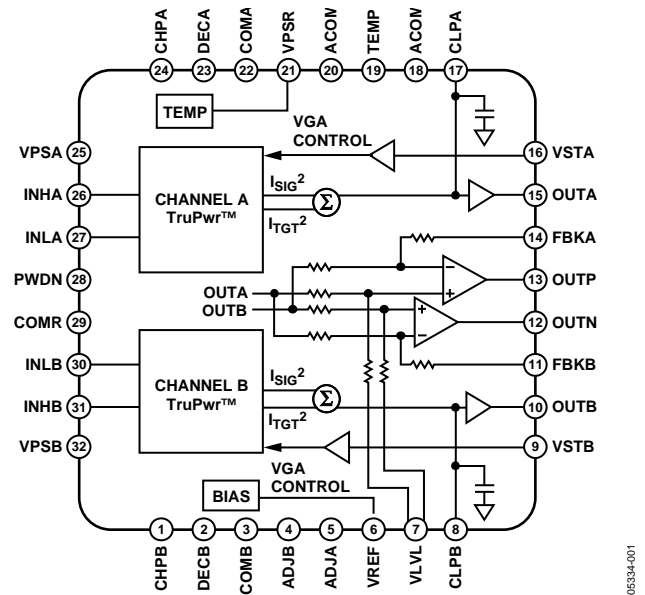 CHPA
DECA
COMA
VPSR
ACOM
TEMP
ACOM
CLPA
24
23
22
21
20
19
18
17
TEMP
VGA
CONTROL
VPSA 25
16 VSTA
INHA 26
CHANNEL A
TruPwr™
I_SIG²
Σ
I_TGT²
15 OUTA
INLA 27
14 FBKA
PWDN 28
OUTA
OUTB
−
+
13 OUTP
COMR 29
+
−
12 OUTN
INLB 30
11 FBKB
CHANNEL B
TruPwr™
I_SIG²
Σ
I_TGT²
INHB 31
10 OUTB
VPSB 32
9 VSTB
VGA
CONTROL
BIAS
1
2
3
4
5
6
7
8
CHPB
DECB
COMB
ADJB
ADJA
VREF
VLVL
CLPB
05334-001